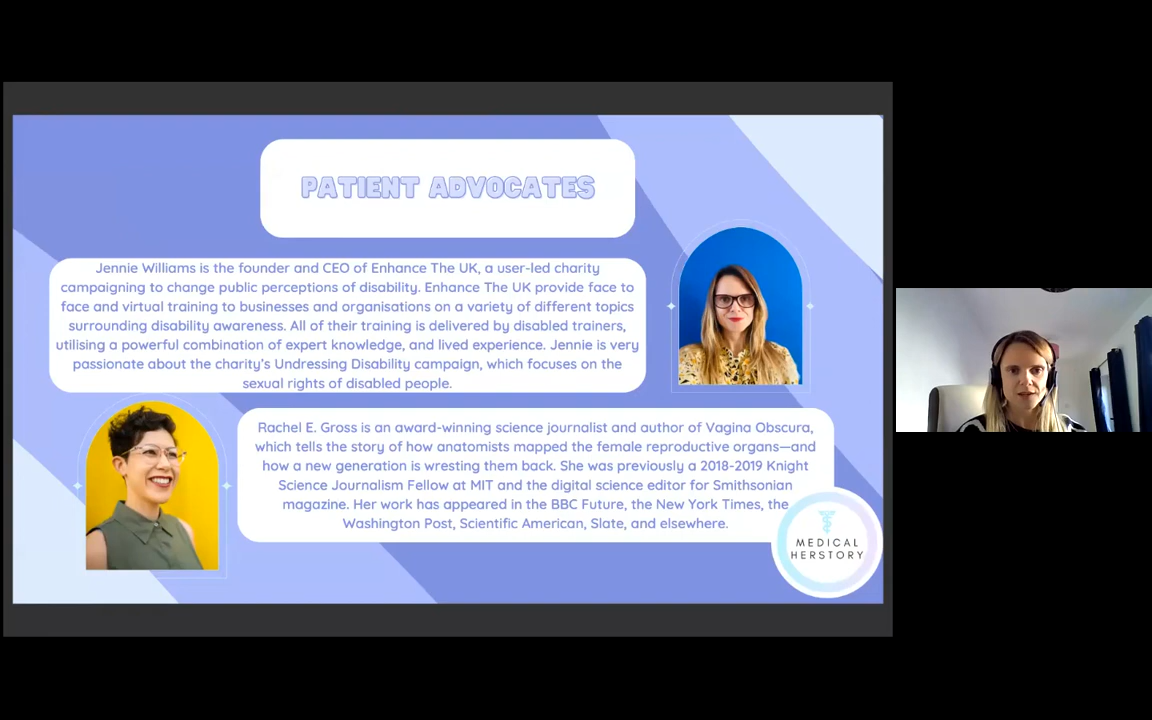 PATIENT ADVOCATES
Jennie Williams is the founder and CEO of Enhance The UK, a user-led charity
campaigning to change public perceptions of disability. Enhance The UK provide face to
face and virtual training to businesses and organisations on a variety of different topics
surrounding disability awareness. All of their training is delivered by disabled trainers,
utilising a powerful combination of expert knowledge, and lived experience. Jennie is very
passionate about the charity's Undressing Disability campaign, which focuses on the
sexual rights of disabled people.
Rachel E. Gross is an award-winning science journalist and author of Vagina Obscura,
which tells the story of how anatomists mapped the female reproductive organs—and
how a new generation is wresting them back. She was previously a 2018-2019 Knight
Science Journalism Fellow at MIT and the digital science editor for Smithsonian
magazine. Her work has appeared in the BBC Future, the New York Times, the
Washington Post, Scientific American, Slate, and elsewhere.
MEDICAL
HERSTORY